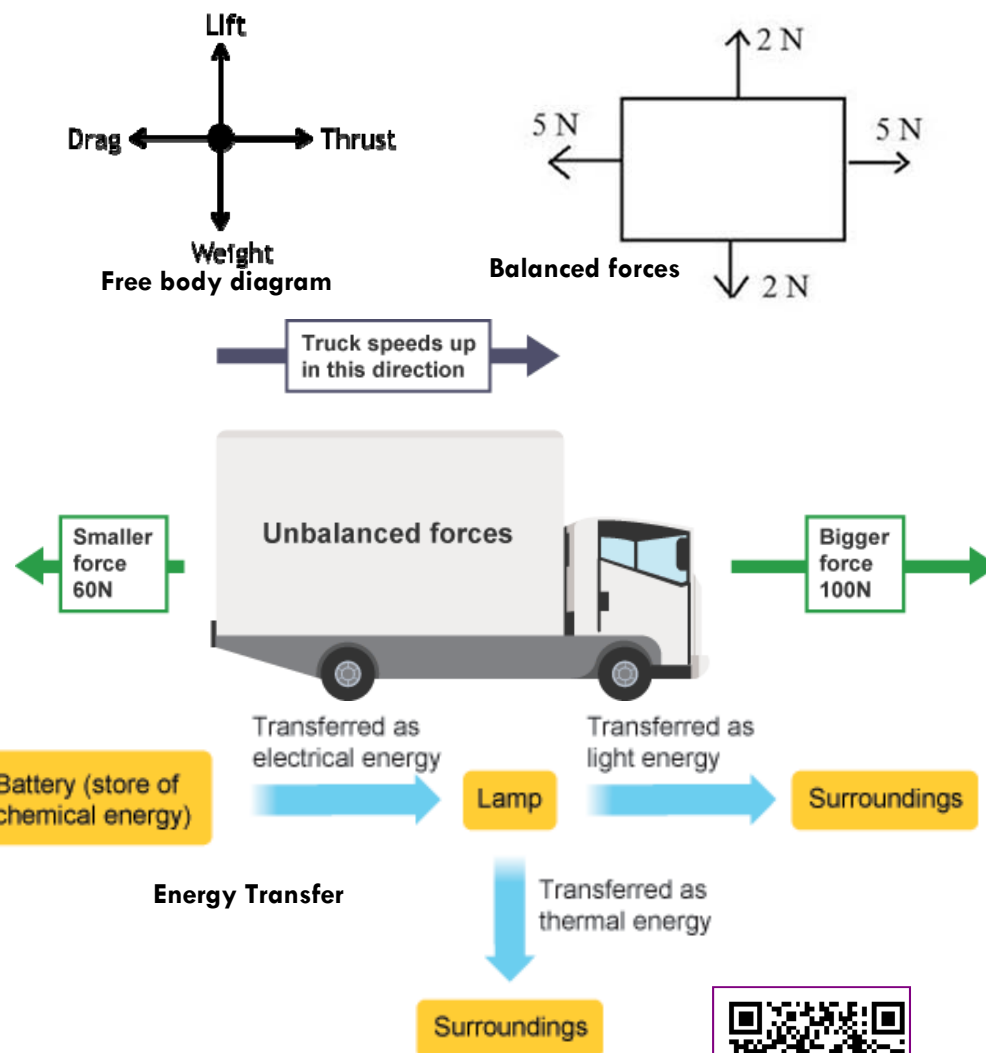 Lift
Drag
Thrust
Weight
Free body diagram
2 N
5 N
5 N
2 N
Balanced forces
Truck speeds up
in this direction
Smaller
force
60N
Unbalanced forces
Bigger
force
100N
Transferred as
electrical energy
Transferred as
light energy
Battery (store of
chemical energy)
Lamp
Surroundings
Energy Transfer
Transferred as
thermal energy
Surroundings